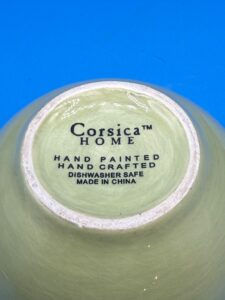 Corsica™
HOME
HAND PAINTED
HAND CRAFTED
DISHWASHER SAFE
MADE IN CHINA